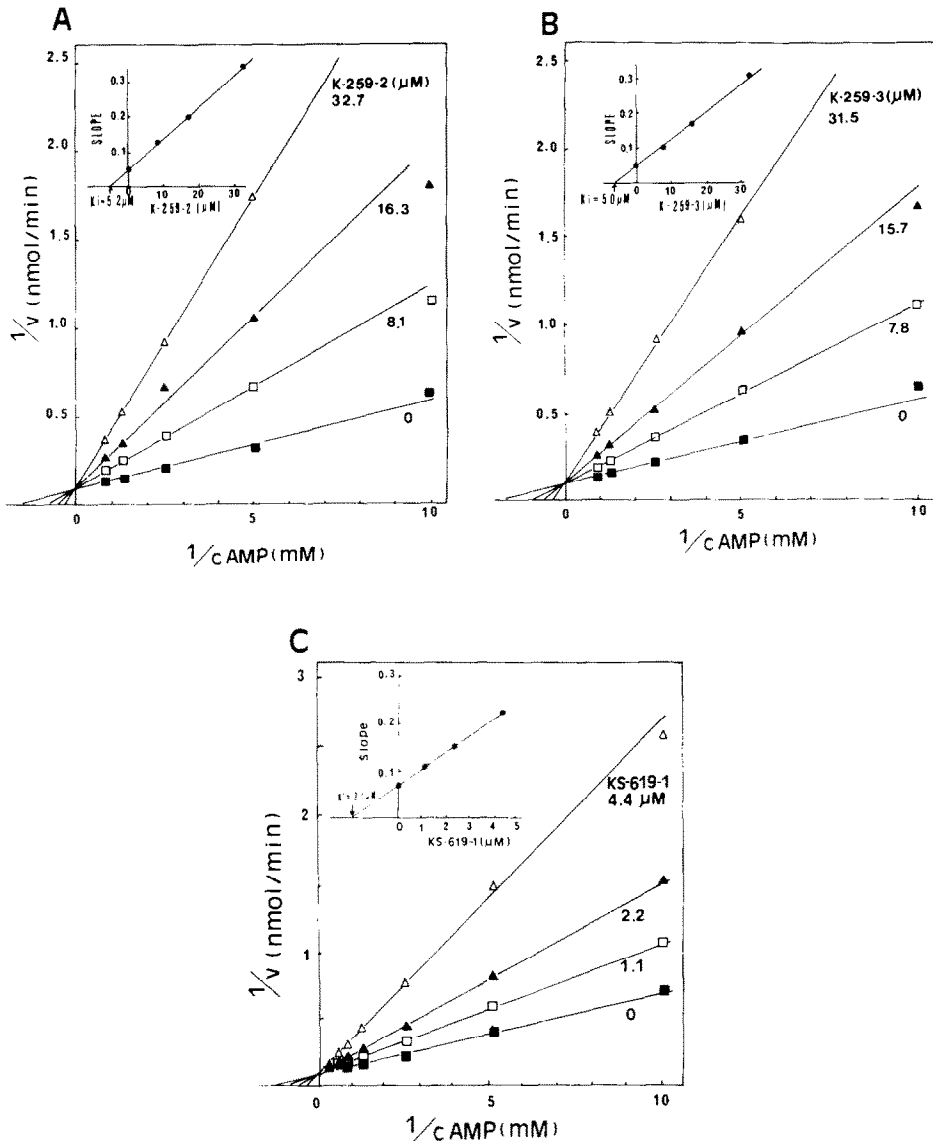 A
2.5
2.0
1.5
1.0
0.5
1/v (nmol/min)
K-259-2 (μM)
32.7
16.3
8.1
0
0 5 10
1/cAMP(mM)
0.3
0.2
0.1
SLOPE
0 10 20 30
Ki=5.2μM
K-259-2 (μM)
B
2.5
2.0
1.5
1.0
0.5
1/v (nmol/min)
K-259-3(μM)
31.5
15.7
7.8
0
0 5 10
1/cAMP(mM)
0.3
0.2
0.1
SLOPE
0 10 20 30
Ki=5.0μM
K-259-3(μM)
C
3
2
1
1/v (nmol/min)
KS-619-1
4.4 μM
2.2
1.1
0
0 5 10
1/cAMP(mM)
0.3
0.2
0.1
Slope
0 1 2 3 4 5
KS-619-1(μM)